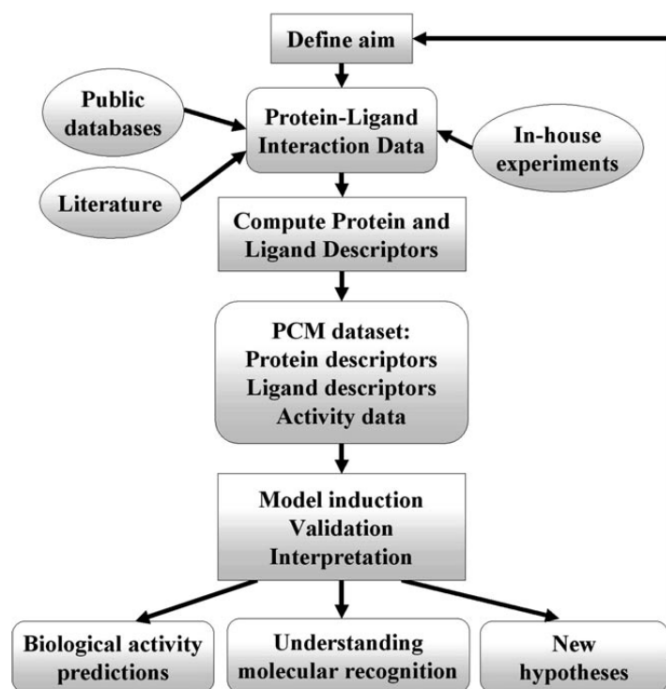 Define aim
Public
databases
Protein-Ligand
Interaction Data
In-house
experiments
Literature
Compute Protein and
Ligand Descriptors
PCM dataset:
Protein descriptors
Ligand descriptors
Activity data
Model induction
Validation
Interpretation
Biological activity
predictions
Understanding
molecular recognition
New
hypotheses